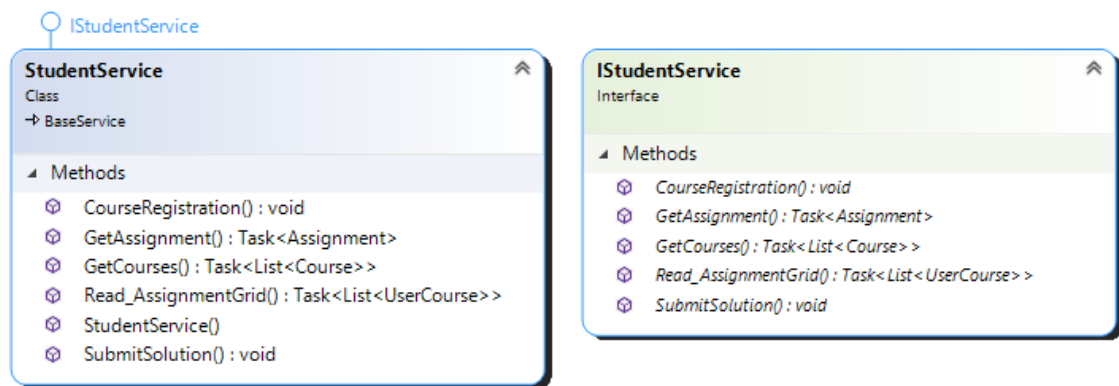 IStudentService
StudentService
Class
BaseService
Methods
CourseRegistration() : void
GetAssignment() : Task<Assignment>
GetCourses() : Task<List<Course>>
Read_AssignmentGrid() : Task<List<UserCourse>>
StudentService()
SubmitSolution() : void
IStudentService
Interface
Methods
CourseRegistration() : void
GetAssignment() : Task<Assignment>
GetCourses() : Task<List<Course>>
Read_AssignmentGrid() : Task<List<UserCourse>>
SubmitSolution() : void